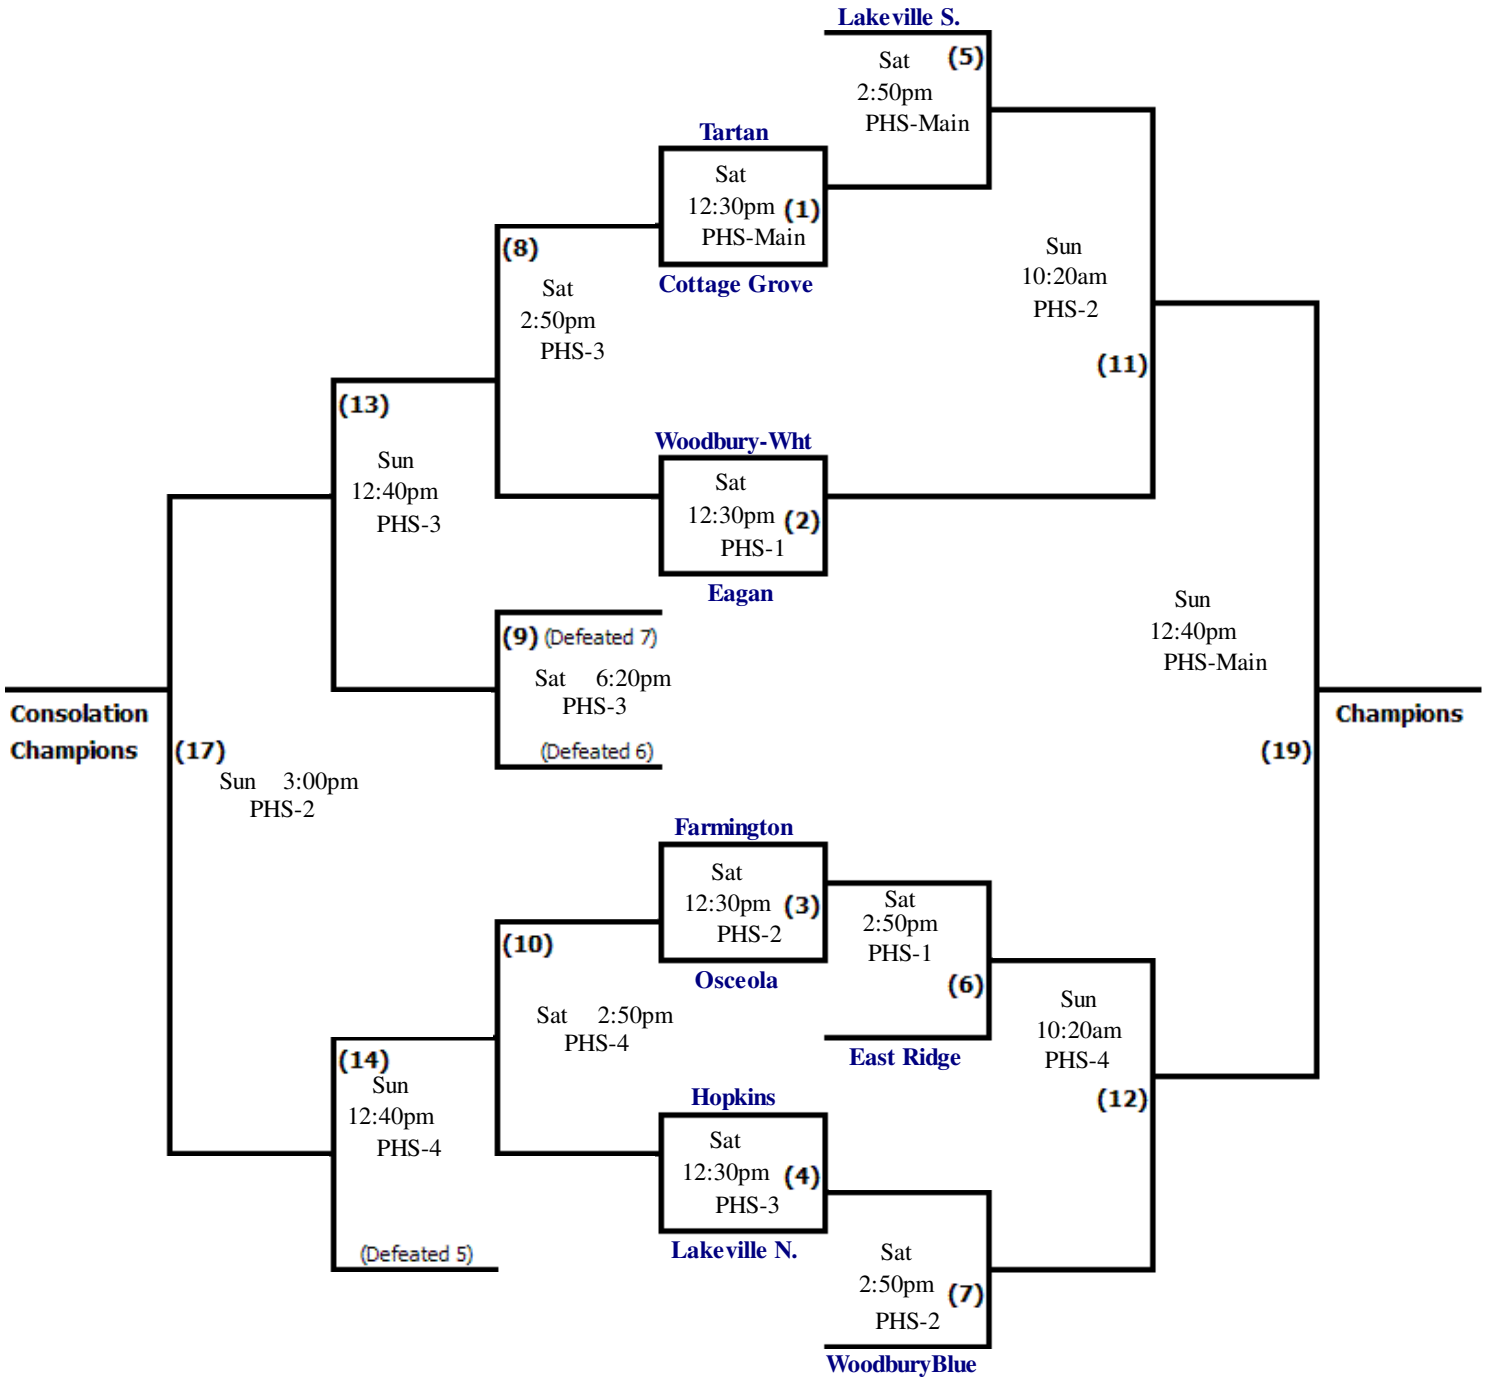 Lakeville S.
Sat (5)
2:50pm
PHS-Main
Tartan
Sat
12:30pm (1)
PHS-Main
Cottage Grove
(8)
Sat
2:50pm
PHS-3
Sun
10:20am
PHS-2
(11)
(13)
Sun
12:40pm
PHS-3
Woodbury-Wht
Sat
12:30pm (2)
PHS-1
Eagan
(9) (Defeated 7)
Sat 6:20pm
PHS-3
(Defeated 6)
Sun
12:40pm
PHS-Main
(19)
Champions
Consolation
Champions
(17)
Sun 3:00pm
PHS-2
Farmington
Sat
12:30pm (3)
PHS-2
Osceola
Sat
2:50pm
PHS-1
(6)
East Ridge
(10)
Sat 2:50pm
PHS-4
Sun
10:20am
PHS-4
(12)
(14)
Sun
12:40pm
PHS-4
(Defeated 5)
Hopkins
Sat
12:30pm (4)
PHS-3
Lakeville N.
Sat
2:50pm (7)
PHS-2
WoodburyBlue